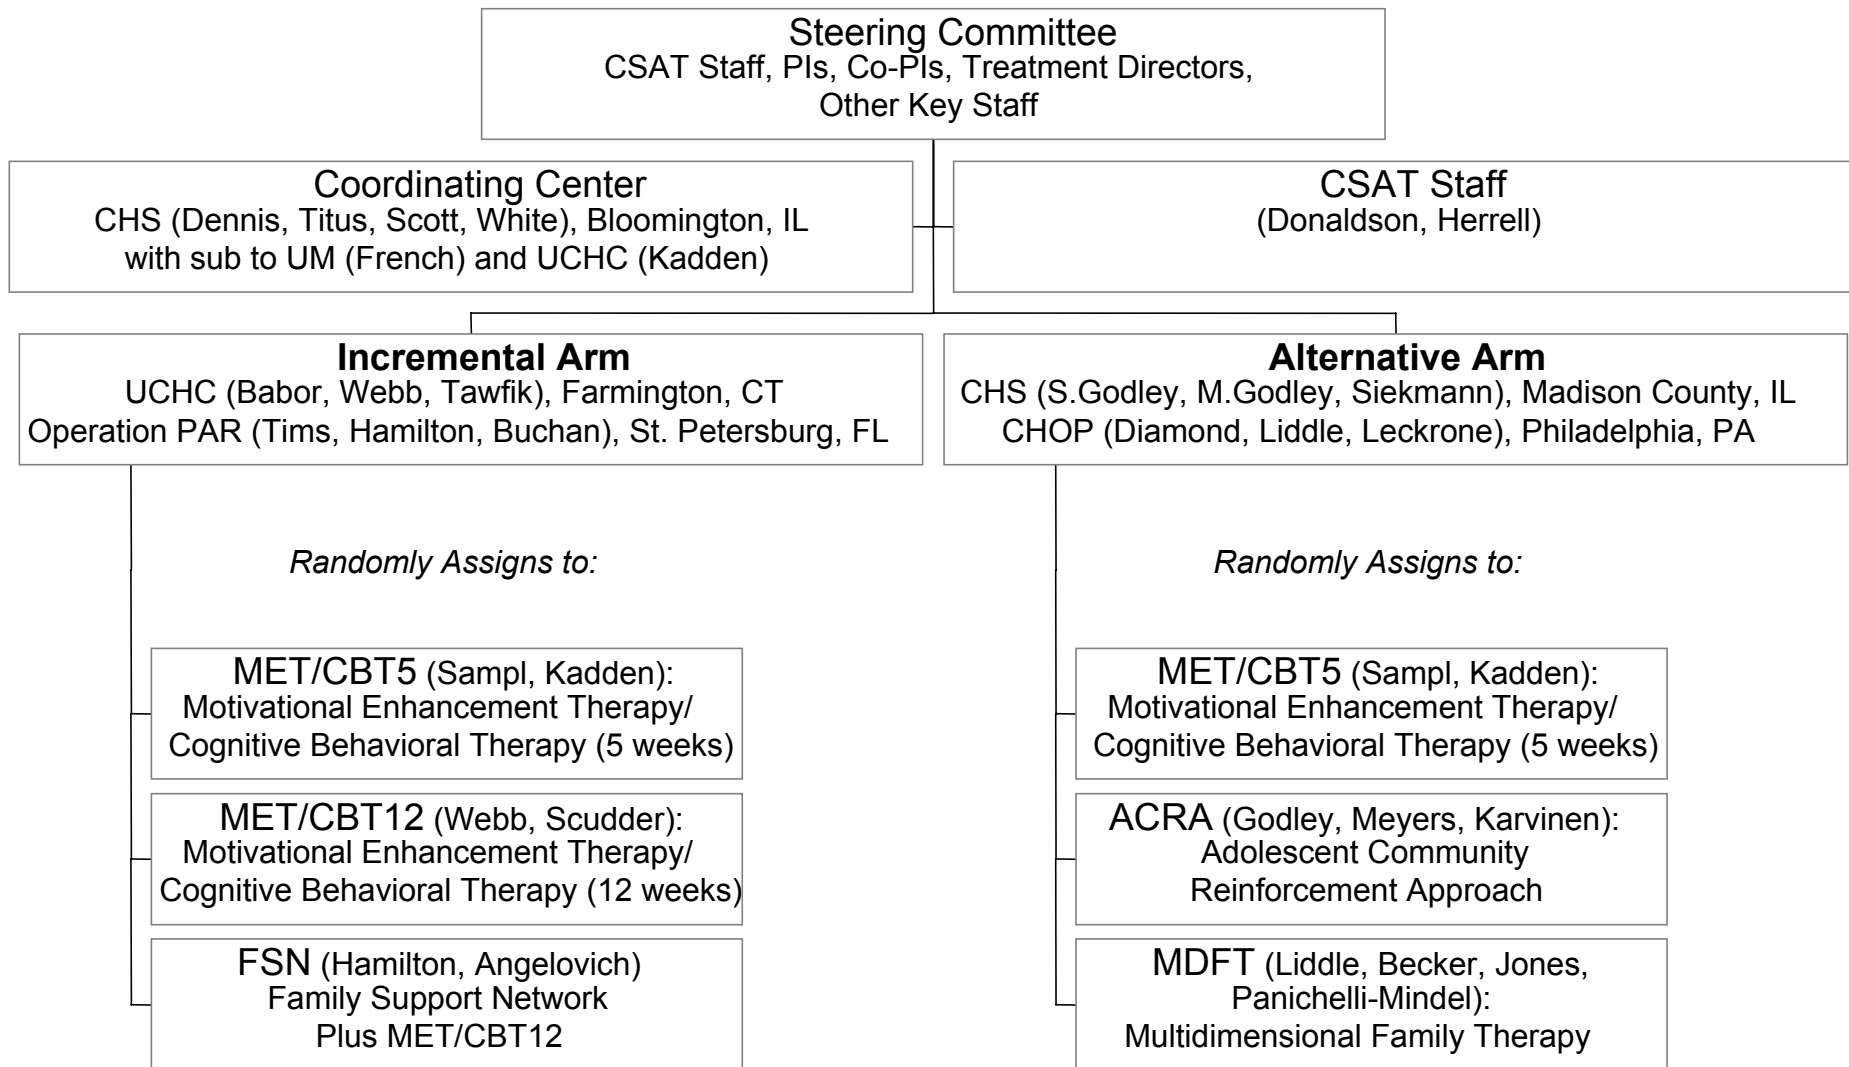 Steering Committee
CSAT Staff, PIs, Co-PIs, Treatment Directors,
Other Key Staff
Coordinating Center
CHS (Dennis, Titus, Scott, White), Bloomington, IL
with sub to UM (French) and UCHC (Kadden)
CSAT Staff
(Donaldson, Herrell)
Incremental Arm
UCHC (Babor, Webb, Tawfik), Farmington, CT
Operation PAR (Tims, Hamilton, Buchan), St. Petersburg, FL
Alternative Arm
CHS (S.Godley, M.Godley, Siekmann), Madison County, IL
CHOP (Diamond, Liddle, Leckrone), Philadelphia, PA
Randomly Assigns to:
MET/CBT5 (Sampl, Kadden):
Motivational Enhancement Therapy/
Cognitive Behavioral Therapy (5 weeks)
MET/CBT12 (Webb, Scudder):
Motivational Enhancement Therapy/
Cognitive Behavioral Therapy (12 weeks)
FSN (Hamilton, Angelovich)
Family Support Network
Plus MET/CBT12
Randomly Assigns to:
MET/CBT5 (Sampl, Kadden):
Motivational Enhancement Therapy/
Cognitive Behavioral Therapy (5 weeks)
ACRA (Godley, Meyers, Karvinen):
Adolescent Community
Reinforcement Approach
MDFT (Liddle, Becker, Jones,
Panichelli-Mindel):
Multidimensional Family Therapy